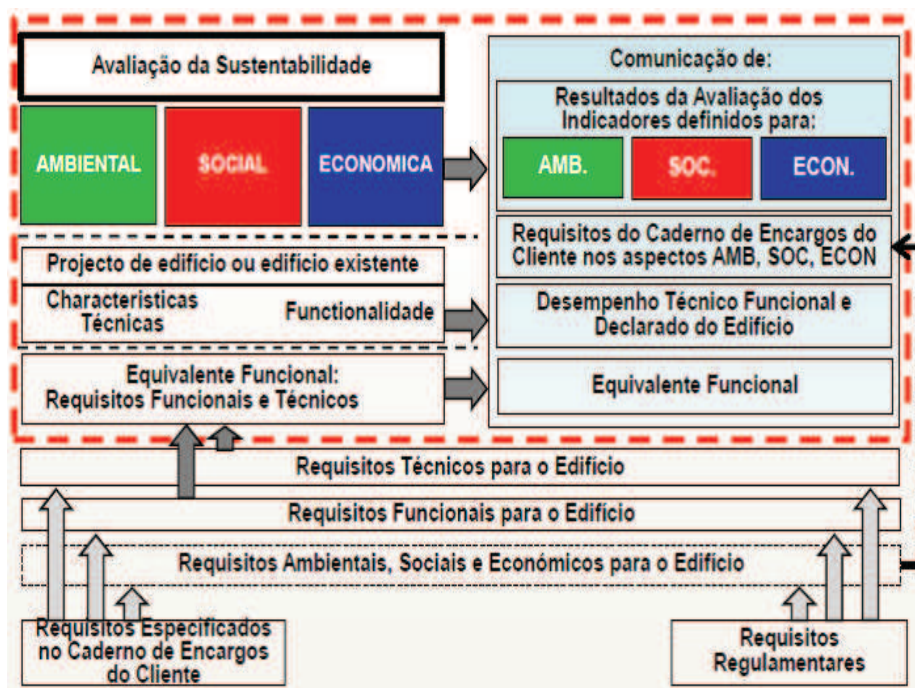 Avaliação da Sustentabilidade
AMBIENTAL
SOCIAL
ECONOMICA
Comunicação de:
Resultados da Avaliação dos
Indicadores definidos para:
AMB.
SOC.
ECON.
Requisitos do Caderno de Encargos do
Cliente nos aspectos AMB, SOC, ECON
Projecto de edifício ou edifício existente
Characteristicas
Técnicas
Functionalidade
Desempenho Técnico Funcional e
Declarado do Edifício
Equivalente Funcional:
Requisitos Funcionais e Técnicos
Equivalente Funcional
Requisitos Técnicos para o Edifício
Requisitos Funcionais para o Edifício
Requisitos Ambientais, Sociais e Económicos para o Edifício
Requisitos Especificados
no Caderno de Encargos
do Cliente
Requisitos
Regulamentares